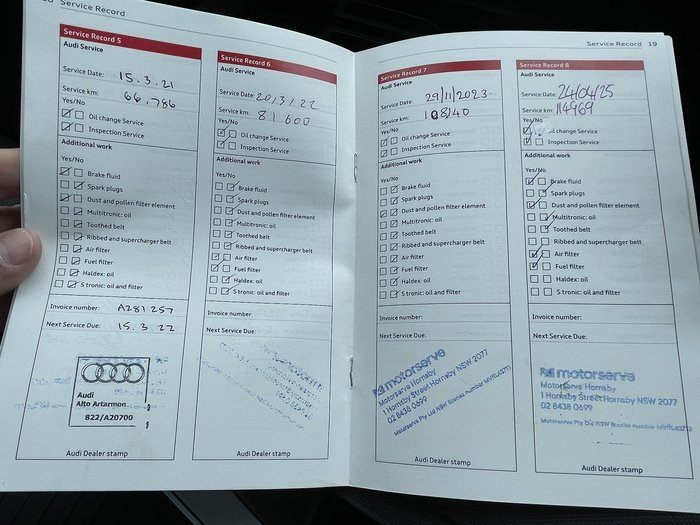 Service Record
Service Record 5
Audi Service
Service Date: 15.3.21
Service km: 66,786
Yes/No
Oil change Service
Inspection Service
Additional work
Yes/No
Brake fluid
Spark plugs
Dust and pollen filter element
Multitronic: oil
Toothed belt
Ribbed and supercharger belt
Air filter
Fuel filter
Haldex: oil
S tronic: oil and filter
Invoice number: A281257
Next Service Due: 15.3.22
Audi
Alto Artarmon
822/A20700
Audi Dealer stamp
Service Record 6
Audi Service
Service Date: 20/3/22
Service km: 81600
Yes/No
Oil change Service
Inspection Service
Additional work
Yes/No
Brake fluid
Spark plugs
Dust and pollen filter element
Multitronic: oil
Toothed belt
Ribbed and supercharger belt
Air filter
Fuel filter
Haldex: oil
S tronic: oil and filter
Invoice number:
Next Service Due:
Audi Dealer stamp
Service Record 19
Service Record 7
Audi Service
Service Date: 29/11/2023.
Service km: 108140
Yes/No
Oil change Service
Inspection Service
Additional work
Yes/No
Brake fluid
Spark plugs
Dust and pollen filter element
Multitronic: oil
Toothed belt
Ribbed and supercharger belt
Air filter
Fuel filter
Haldex: oil
S tronic: oil and filter
Invoice number:
Next Service Due:
motorserve
Motorserve Hornsby
1 Hornsby Street Hornsby NSW 2077
02 8438 0699
Motorserve Pty Ltd NSW license number
Audi Dealer stamp
Service Record 8
Audi Service
Service Date: 24/04/25
Service km: 114969
Yes/No
Oil change Service
Inspection Service
Additional work
Yes/No
Brake fluid
Spark plugs
Dust and pollen filter element
Multitronic: oil
Toothed belt
Ribbed and supercharger belt
Air filter
Fuel filter
Haldex: oil
S tronic: oil and filter
Invoice number:
Next Service Due:
motorserve
Motorserve Hornsby
1 Hornsby Street Hornsby NSW 2077
02 8438 0699
Motorserve Pty Ltd NSW license number
Audi Dealer stamp